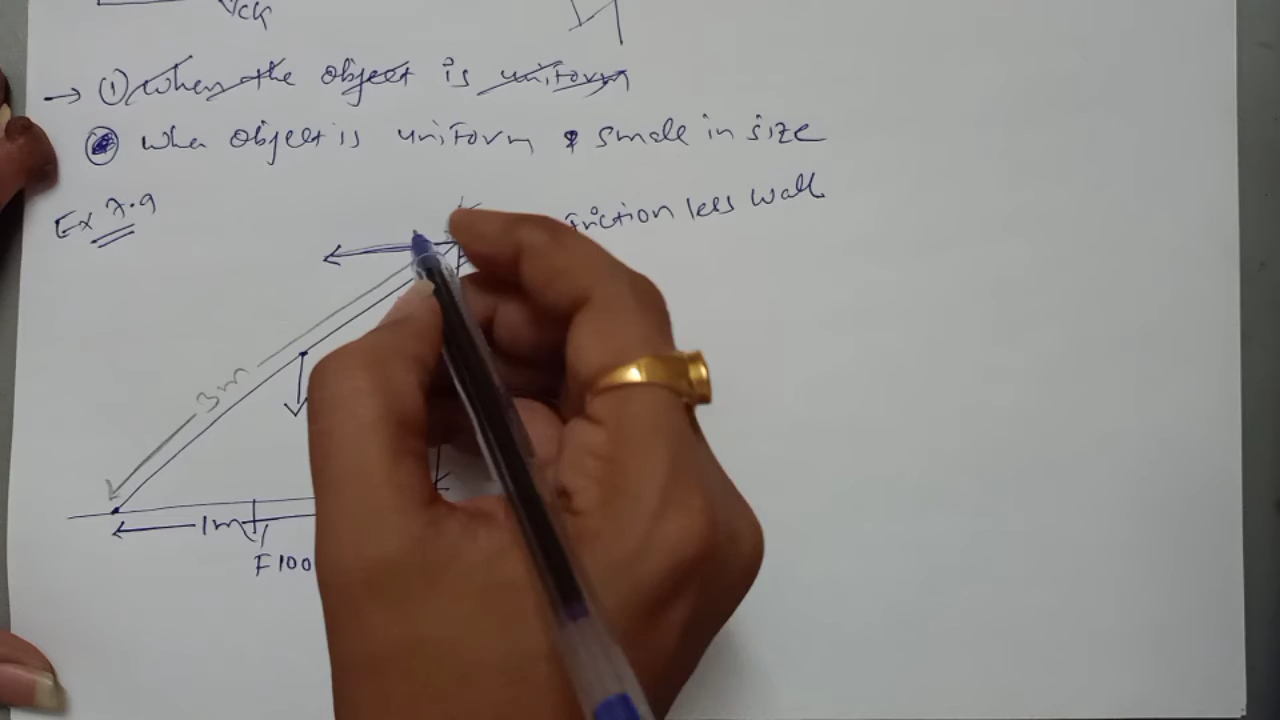 → ① When the object is uniform
when object is uniform & small in size
Ex 7.9
friction less wall
3m
1m
F100